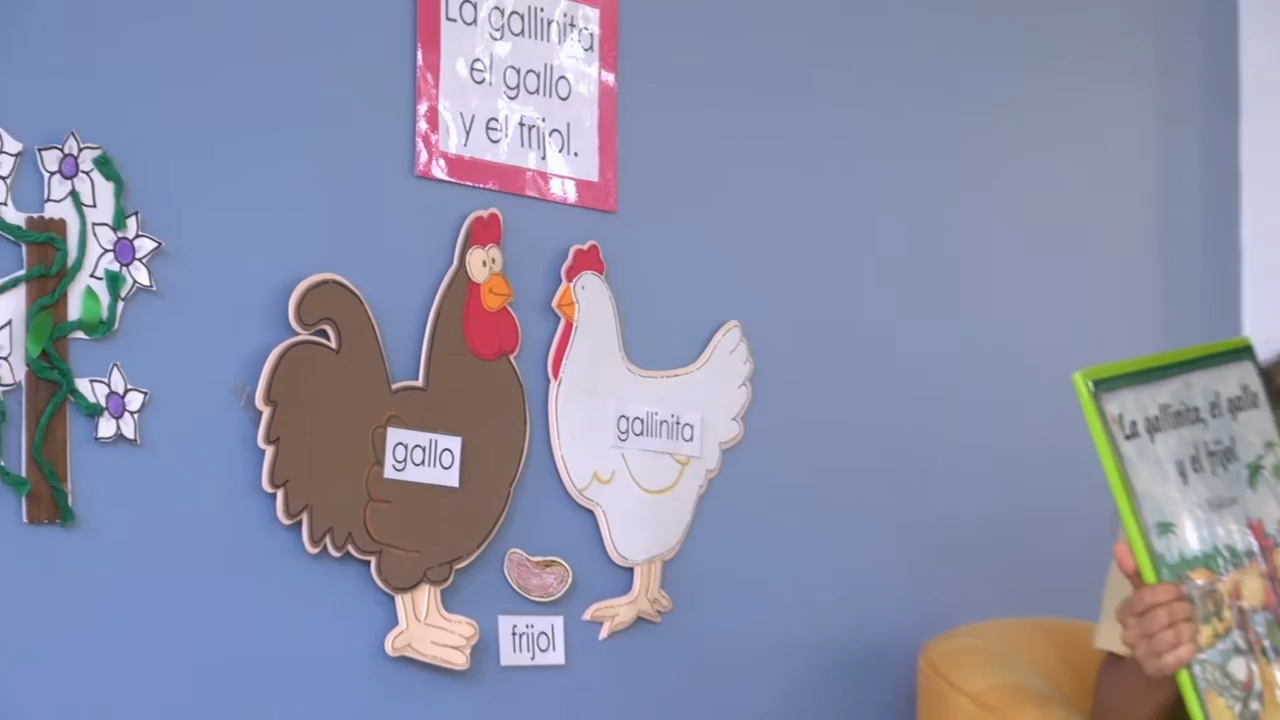 La gallinita
el gallo
y el frijol.
gallo
gallinita
frijol
La gallinita, el gallo
y el frijol